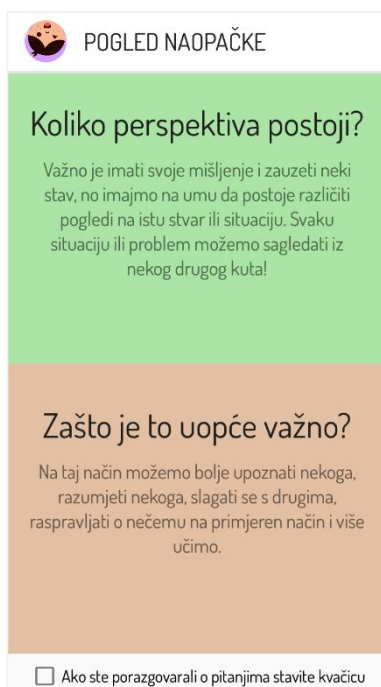 POGLED NAOPAČKE
Koliko perspektiva postoji?
Važno je imati svoje mišljenje i zauzeti neki
stav, no imajmo na umu da postoje različiti
pogledi na istu stvar ili situaciju. Svaku
situaciju ili problem možemo sagledati iz
nekog drugog kuta!
Zašto je to uopće važno?
Na taj način možemo bolje upoznati nekoga,
razumjeti nekoga, slagati se s drugima,
raspravljati o nečemu na primjeren način i više
učimo.
Ako ste porazgovarali o pitanjima stavite kvačicu